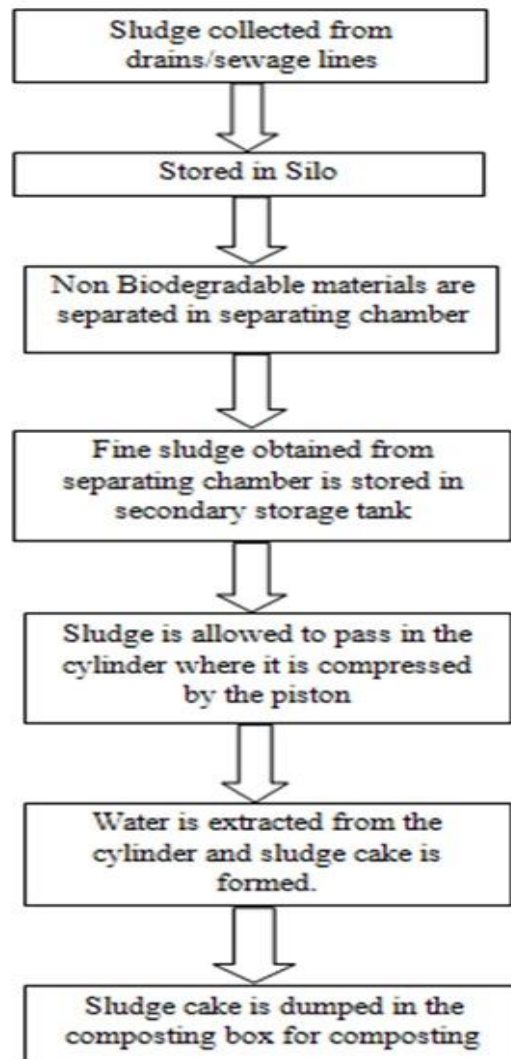 Sludge collected from
drains/sewage lines
Stored in Silo
Non Biodegradable materials are
separated in separating chamber
Fine sludge obtained from
separating chamber is stored in
secondary storage tank
Sludge is allowed to pass in the
cylinder where it is compressed
by the piston
Water is extracted from the
cylinder and sludge cake is
formed.
Sludge cake is dumped in the
composting box for composting